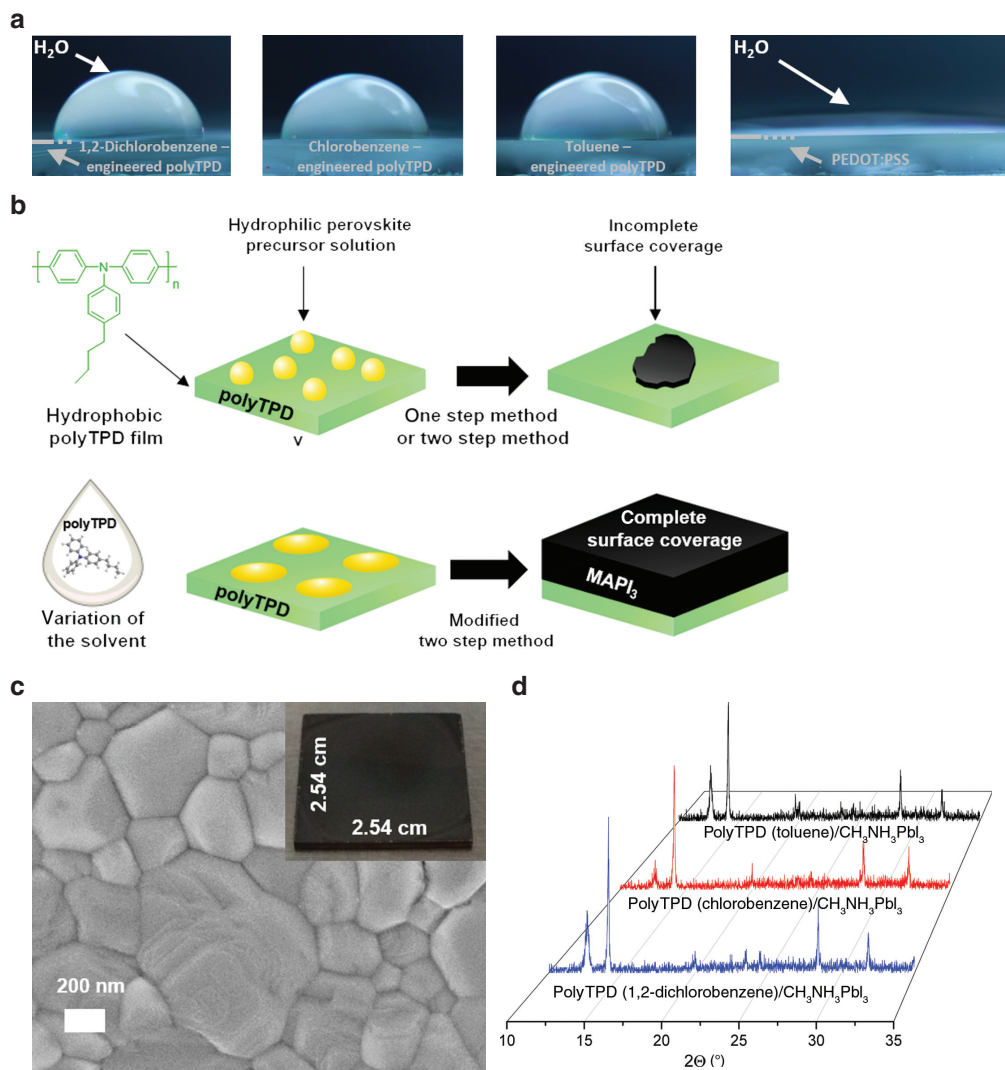 a
H₂O
1,2-Dichlorobenzene –
engineered polyTPD
Chlorobenzene –
engineered polyTPD
Toluene –
engineered polyTPD
H₂O
PEDOT:PSS
b
Hydrophilic perovskite
precursor solution
Incomplete
surface coverage
N
n
polyTPD
Hydrophobic
polyTPD film
v
One step method
or two step method
polyTPD
Variation of
the solvent
polyTPD
Modified
two step method
Complete
surface coverage
MAPI₃
c
2.54 cm
2.54 cm
200 nm
d
PolyTPD (toluene)/CH₃NH₃PbI₃
PolyTPD (chlorobenzene)/CH₃NH₃PbI₃
PolyTPD (1,2-dichlorobenzene)/CH₃NH₃PbI₃
10 15 20 25 30 35
2Θ (°)